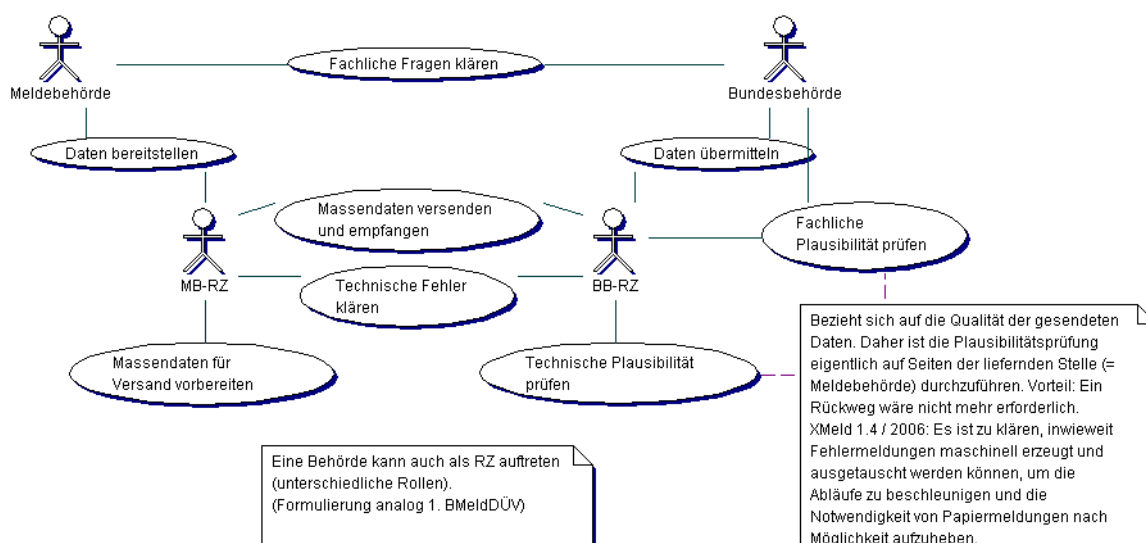 Fachliche Fragen klären
Meldebehörde
Bundesbehörde
Daten bereitstellen
Daten übermitteln
Massendaten versenden
und empfangen
Fachliche
Plausibilität prüfen
MB-RZ
BB-RZ
Technische Fehler
klären
Massendaten für
Versand vorbereiten
Technische Plausibilität
prüfen
Bezieht sich auf die Qualität der gesendeten
Daten. Daher ist die Plausibilitätsprüfung
eigentlich auf Seiten der liefernden Stelle (=
Meldebehörde) durchzuführen. Vorteil: Ein
Rückweg wäre nicht mehr erforderlich.
XMeld 1.4 / 2006: Es ist zu klären, inwieweit
Fehlermeldungen maschinell erzeugt und
ausgetauscht werden können, um die
Abläufe zu beschleunigen und die
Notwendigkeit von Papiermeldungen nach
Möglichkeit aufzuheben.
Eine Behörde kann auch als RZ auftreten
(unterschiedliche Rollen).
(Formulierung analog 1. BMeldDÜV)